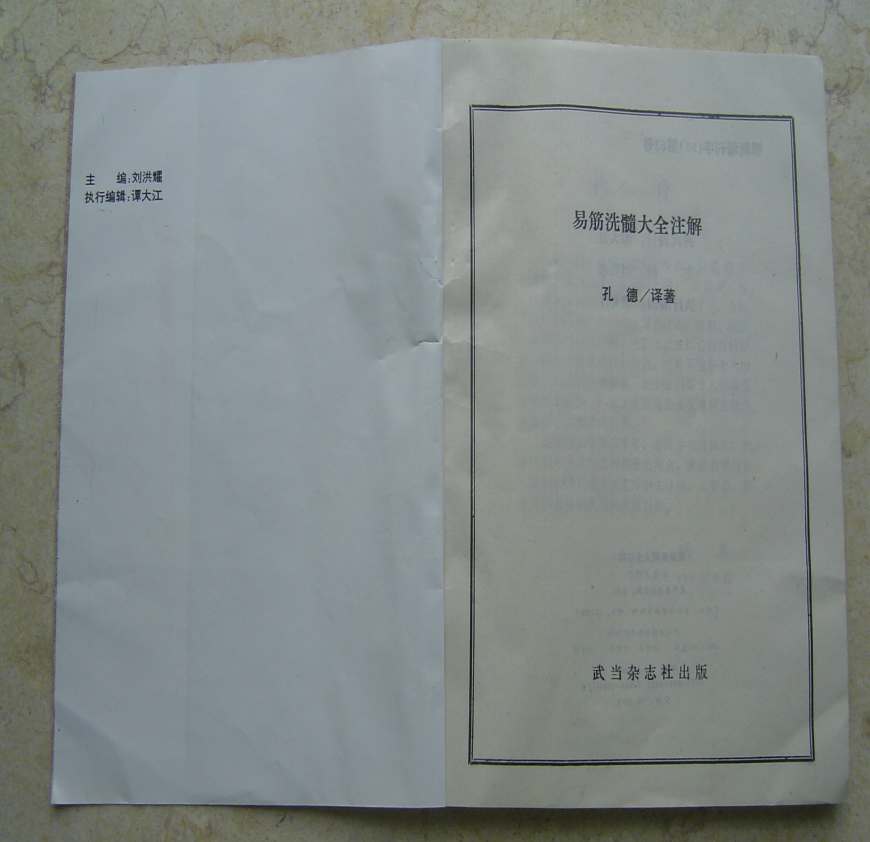 主　　编:刘洪耀
执行编辑:谭大江
易筋洗髓大全注解
孔　德/译著
武当杂志社出版